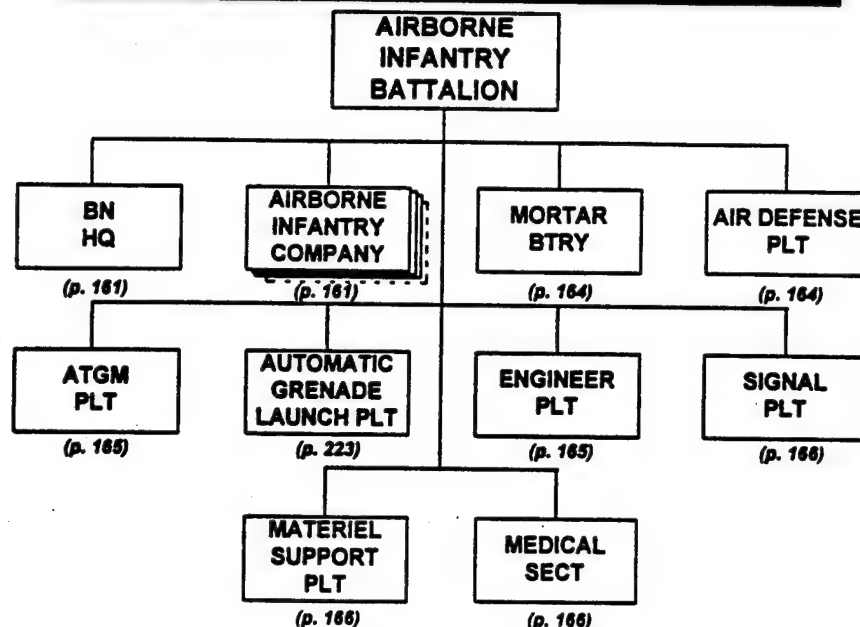 AIRBORNE
INFANTRY
BATTALION
BN
HQ
(p. 161)
AIRBORNE
INFANTRY
COMPANY
(p. 161)
MORTAR
BTRY
(p. 164)
AIR DEFENSE
PLT
(p. 164)
ATGM
PLT
(p. 165)
AUTOMATIC
GRENADE
LAUNCH PLT
(p. 223)
ENGINEER
PLT
(p. 165)
SIGNAL
PLT
(p. 166)
MATERIEL
SUPPORT
PLT
(p. 166)
MEDICAL
SECT
(p. 166)